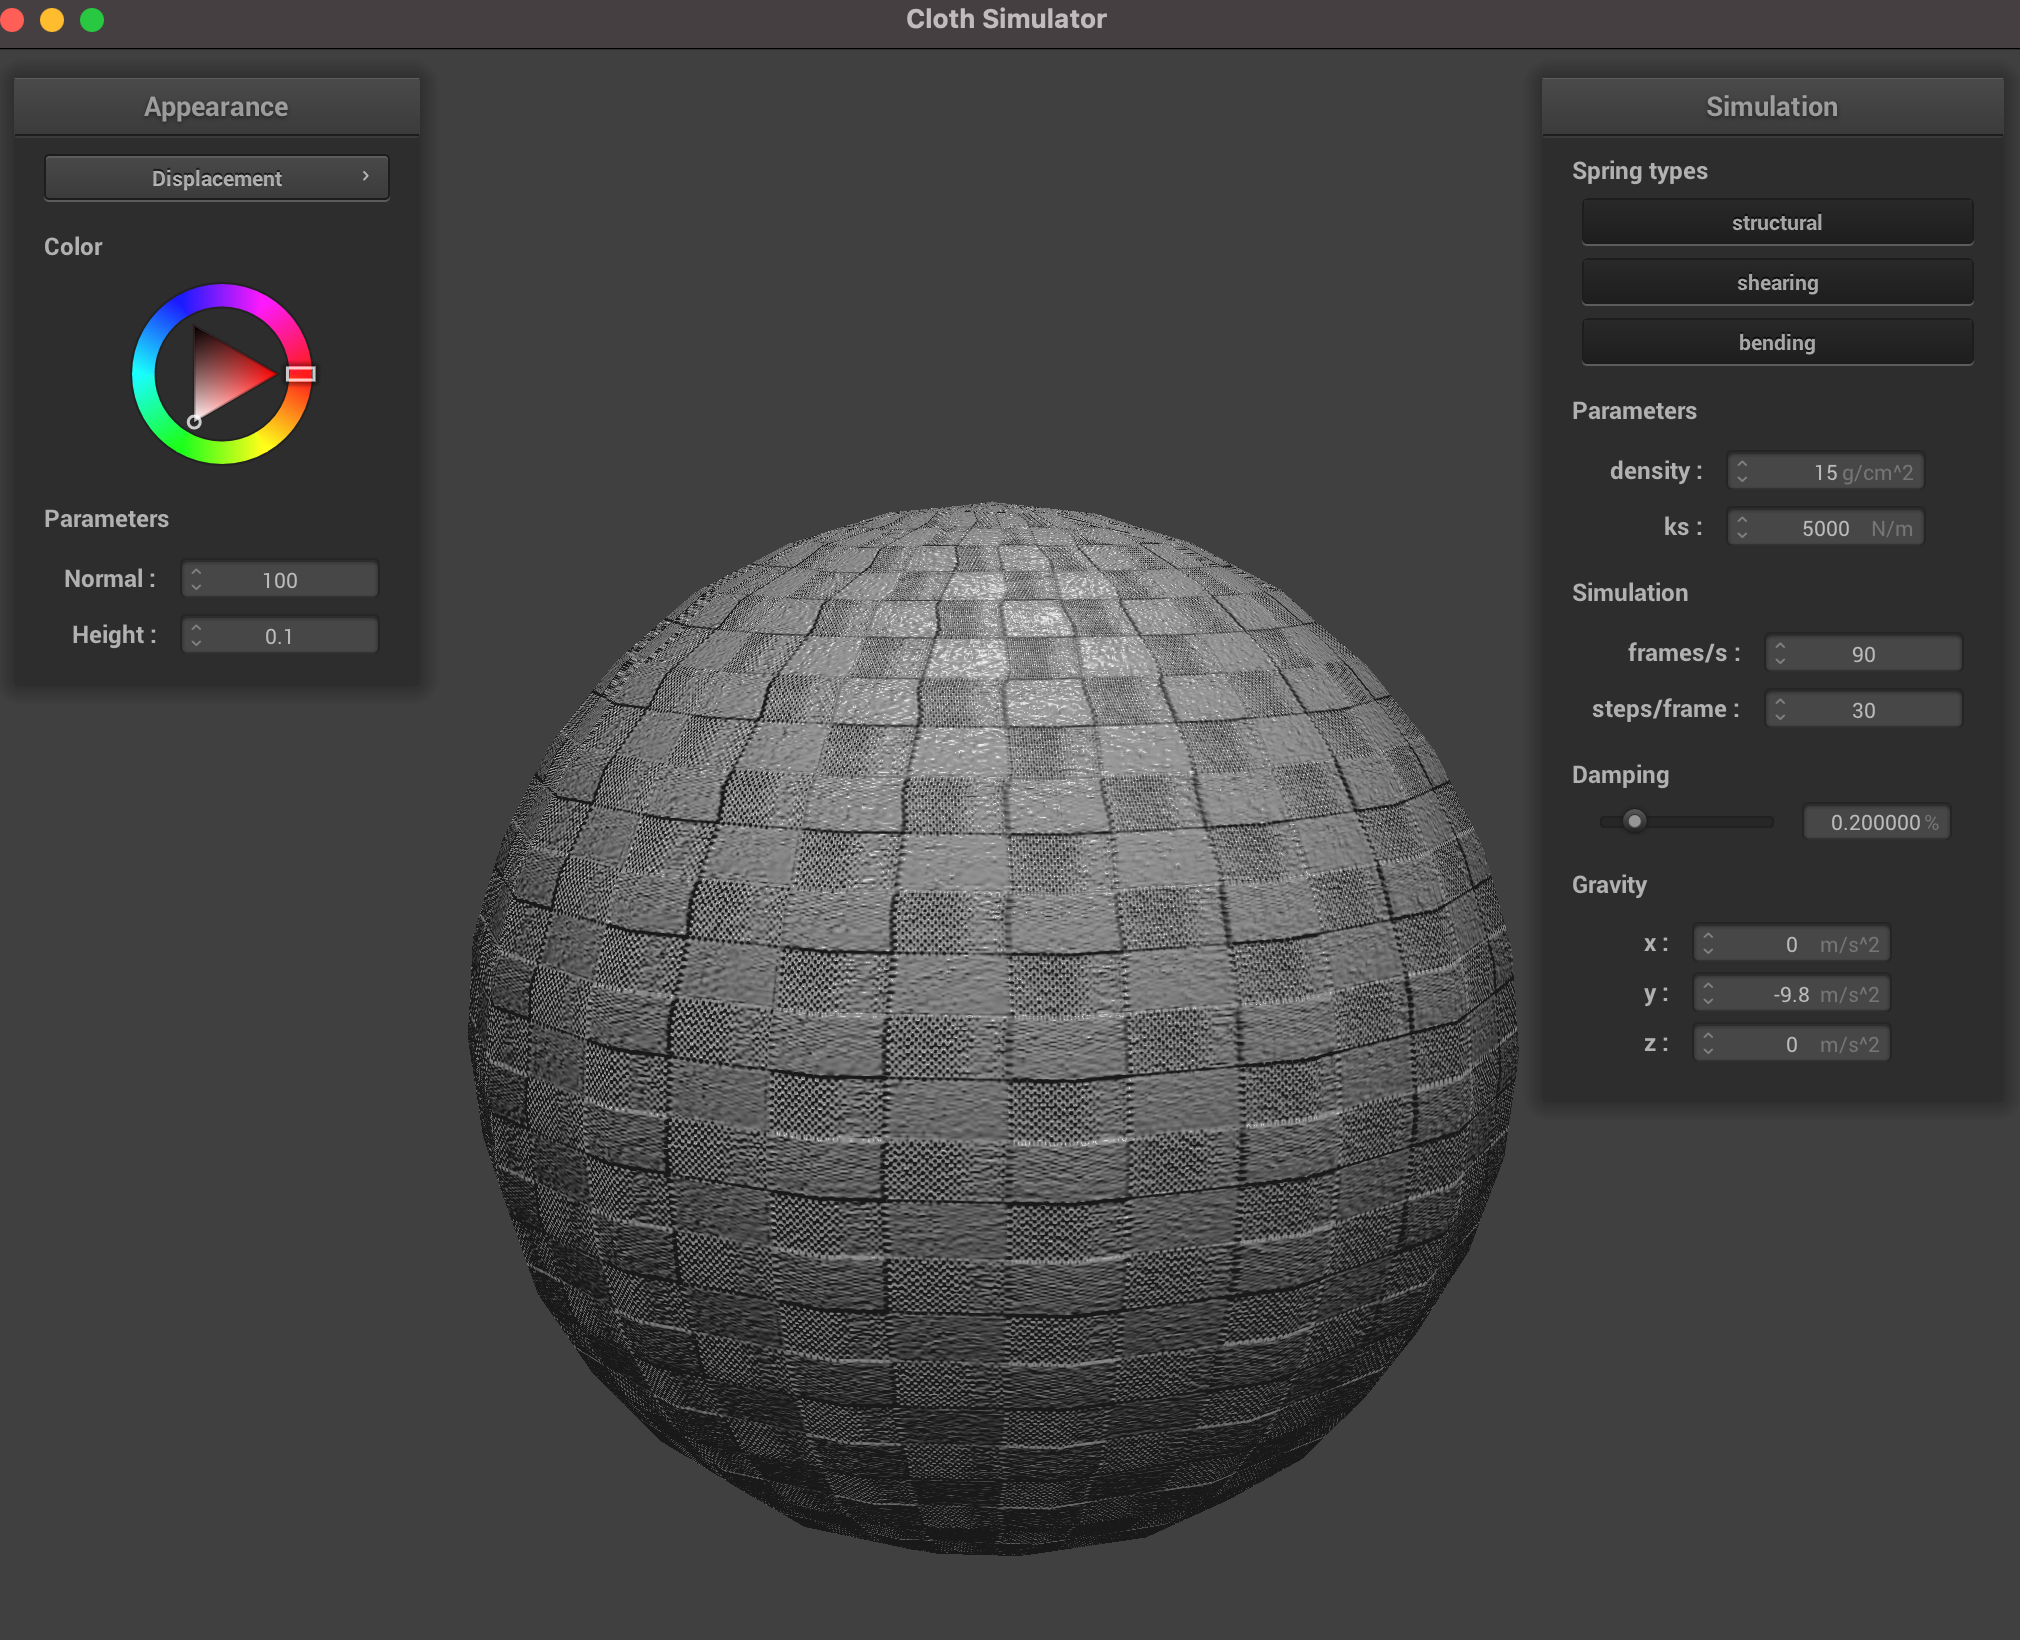 Cloth Simulator
Appearance
Displacement
Color
Parameters
Normal : 100
Height : 0.1
Simulation
Spring types
structural
shearing
bending
Parameters
density : 15 g/cm^2
ks : 5000 N/m
Simulation
frames/s : 90
steps/frame : 30
Damping
0.200000 %
Gravity
x : 0 m/s^2
y : -9.8 m/s^2
z : 0 m/s^2